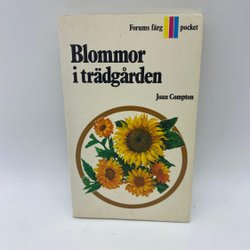 Forums färg pocket
Blommor
i trädgården
Joan Compton